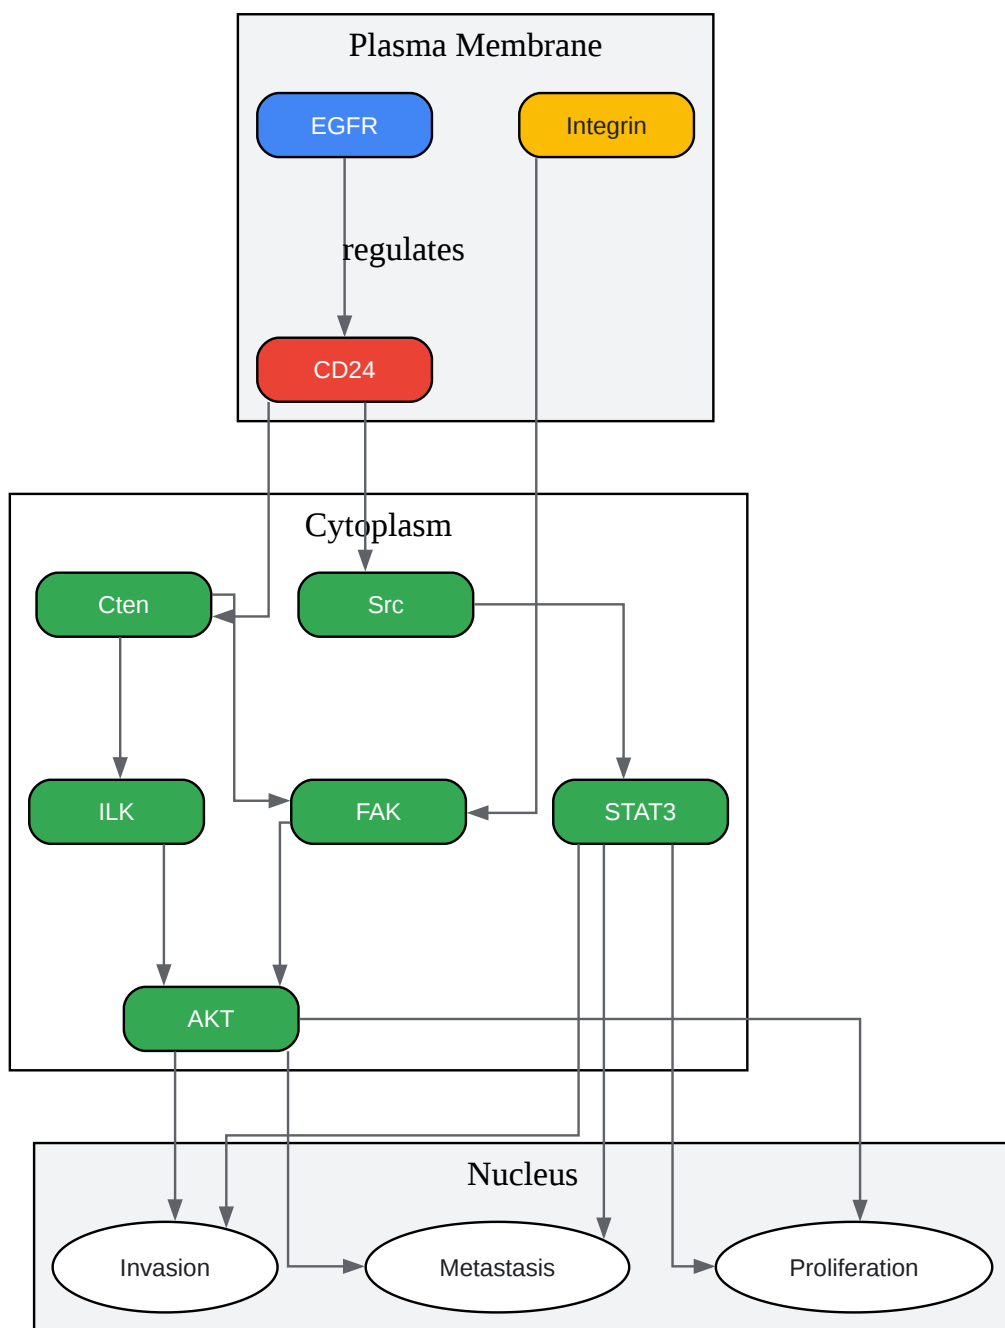 Plasma Membrane
EGFR
Integrin
regulates
CD24
Cytoplasm
Cten
Src
ILK
FAK
STAT3
AKT
Nucleus
Invasion
Metastasis
Proliferation